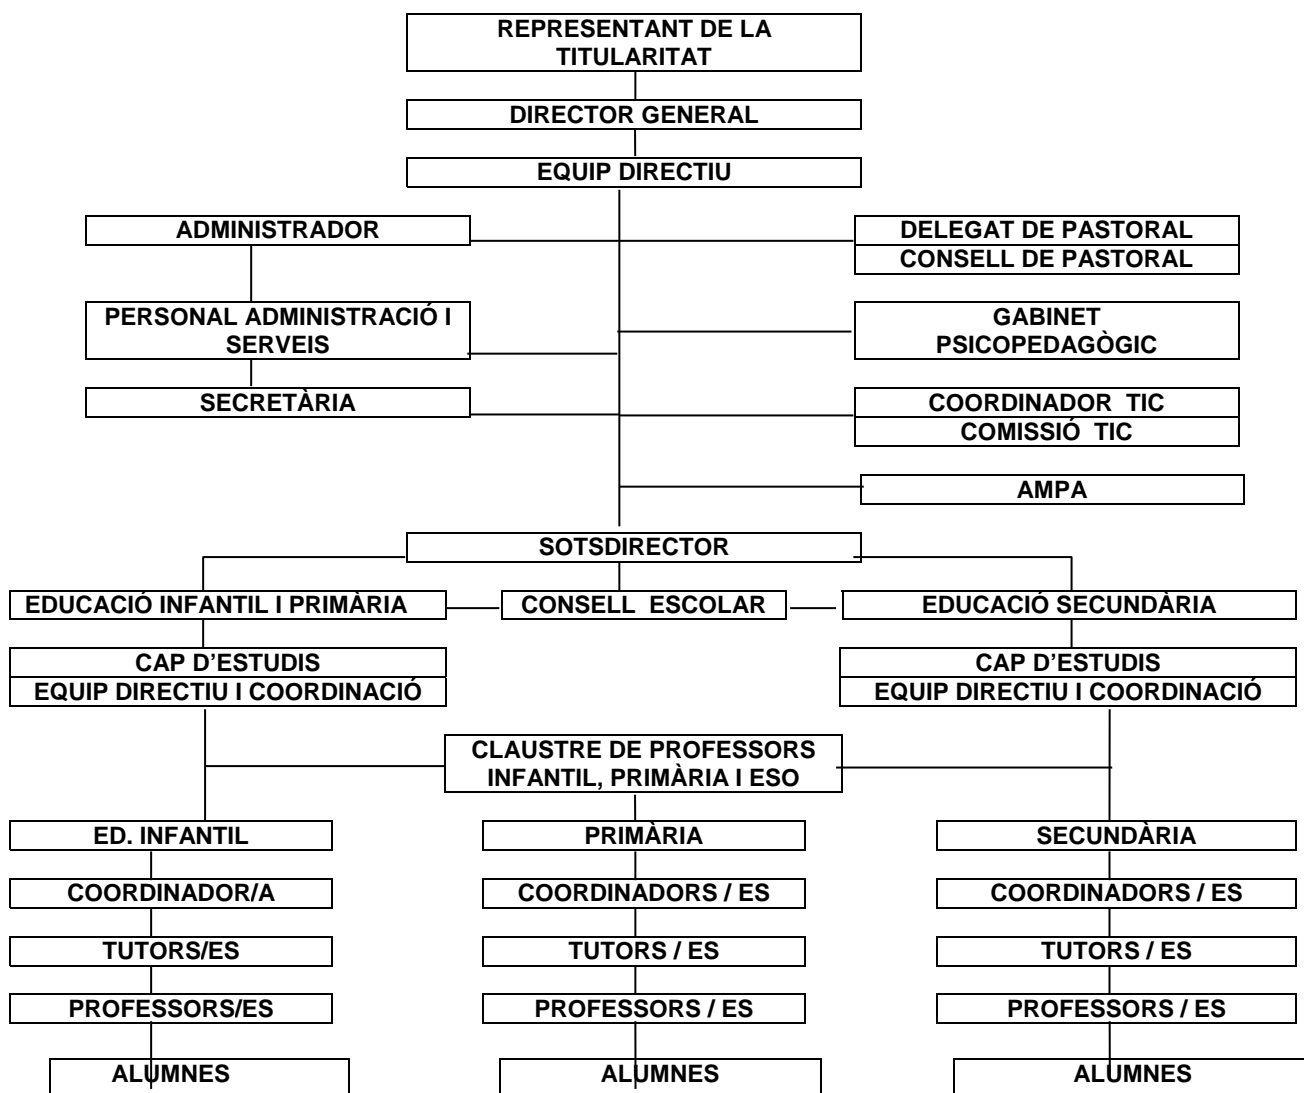 REPRESENTANT DE LA
TITULARITAT
DIRECTOR GENERAL
EQUIP DIRECTIU
ADMINISTRADOR
DELEGAT DE PASTORAL
CONSELL DE PASTORAL
PERSONAL ADMINISTRACIÓ I
SERVEIS
GABINET
PSICOPEDAGÒGIC
SECRETÀRIA
COORDINADOR TIC
COMISSIÓ TIC
AMPA
SOTSDIRECTOR
EDUCACIÓ INFANTIL I PRIMÀRIA
CONSELL ESCOLAR
EDUCACIÓ SECUNDÀRIA
CAP D’ESTUDIS
EQUIP DIRECTIU I COORDINACIÓ
CAP D’ESTUDIS
EQUIP DIRECTIU I COORDINACIÓ
CLAUSTRE DE PROFESSORS
INFANTIL, PRIMÀRIA I ESO
ED. INFANTIL
PRIMÀRIA
SECUNDÀRIA
COORDINADOR/A
COORDINADORS / ES
COORDINADORS / ES
TUTORS/ES
TUTORS / ES
TUTORS / ES
PROFESSORS/ES
PROFESSORS / ES
PROFESSORS / ES
ALUMNES
ALUMNES
ALUMNES